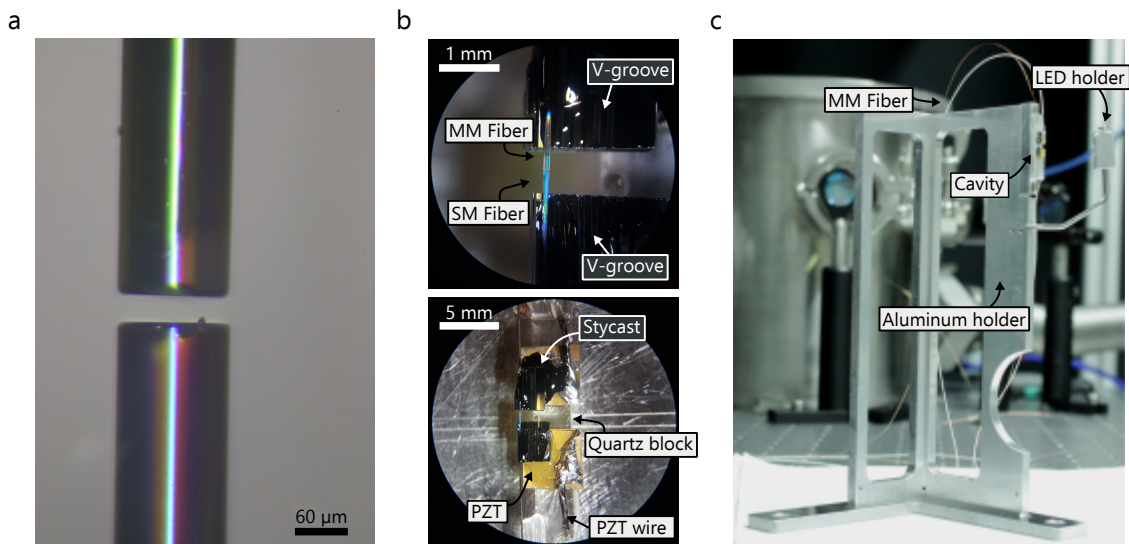 a
60 μm
b
1 mm
V-groove
MM Fiber
SM Fiber
V-groove
5 mm
Stycast
Quartz block
PZT
PZT wire
c
LED holder
MM Fiber
Cavity
Aluminum holder